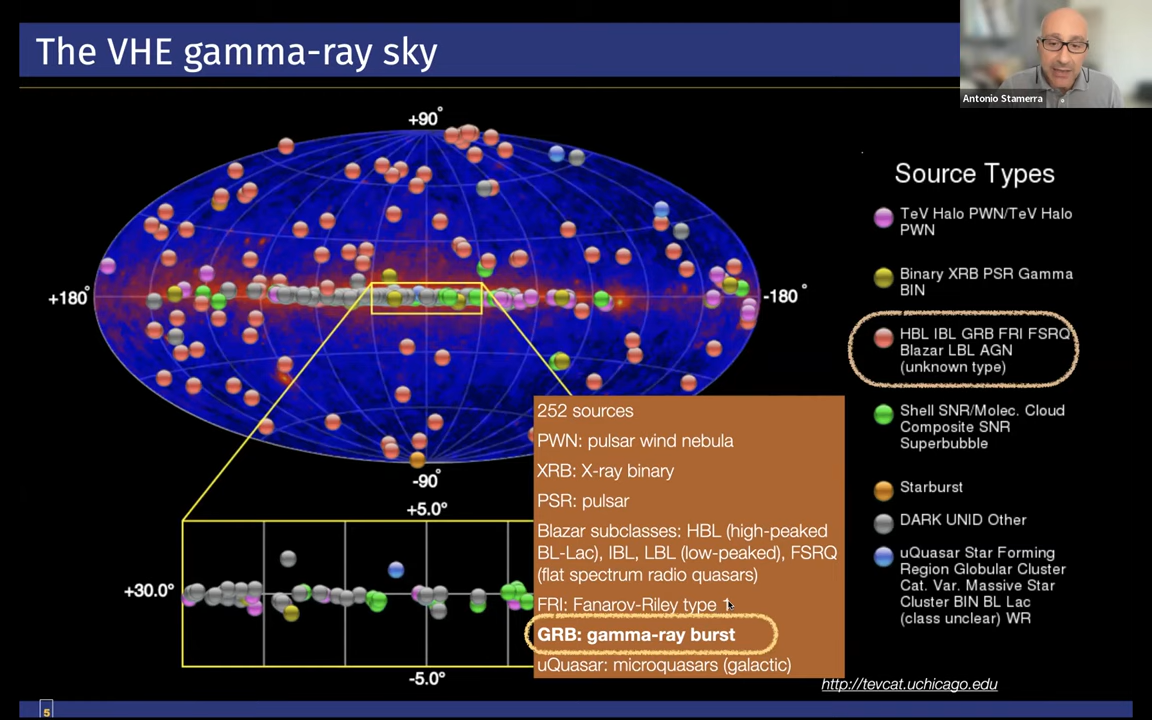 The VHE gamma-ray sky
Antonio Stamerra
+90°
+180°
-180°
-90°
+5.0°
+30.0°
-5.0°
Source Types
TeV Halo PWN/TeV Halo
PWN
Binary XRB PSR Gamma
BIN
HBL IBL GRB FRI FSRQ
Blazar LBL AGN
(unknown type)
Shell SNR/Molec. Cloud
Composite SNR
Superbubble
Starburst
DARK UNID Other
uQuasar Star Forming
Region Globular Cluster
Cat. Var. Massive Star
Cluster BIN BL Lac
(class unclear) WR
252 sources
PWN: pulsar wind nebula
XRB: X-ray binary
PSR: pulsar
Blazar subclasses: HBL (high-peaked
BL-Lac), IBL, LBL (low-peaked), FSRQ
(flat spectrum radio quasars)
FRI: Fanarov-Riley type 1
GRB: gamma-ray burst
uQuasar: microquasars (galactic)
http://tevcat.uchicago.edu
5